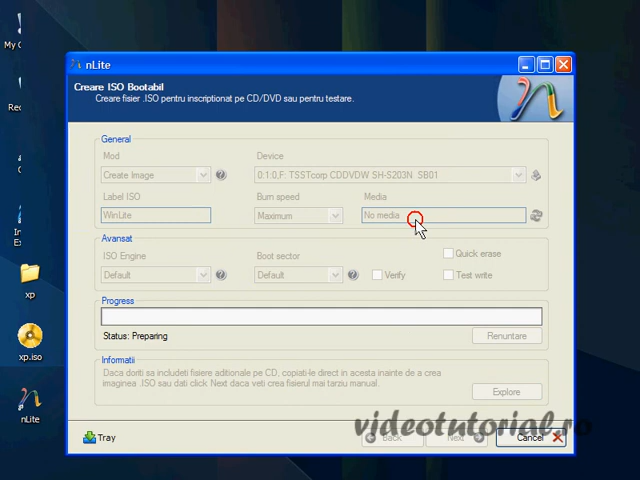 My C
Rec
In
E
xp
xp.iso
nLite
nLite
Creare ISO Bootabil
Creare fisier .ISO pentru inscriptionat pe CD/DVD sau pentru testare.
General
Mod
Device
Create Image
0:1:0,F: TSSTcorp CDDVDW SH-S203N SB01
Label ISO
Burn speed
Media
WinLite
Maximum
No media
Avansat
ISO Engine
Boot sector
Quick erase
Default
Default
Verify
Test write
Progress
Status: Preparing
Renuntare
Informatii
Daca doriti sa includeti fisiere aditionale pe CD, copiati-le direct in acesta inainte de a crea
imaginea .ISO sau dati click Next daca veti crea fisierul mai tarziu manual.
Explore
videotutorial.ro
Tray
Back
Next
Cancel